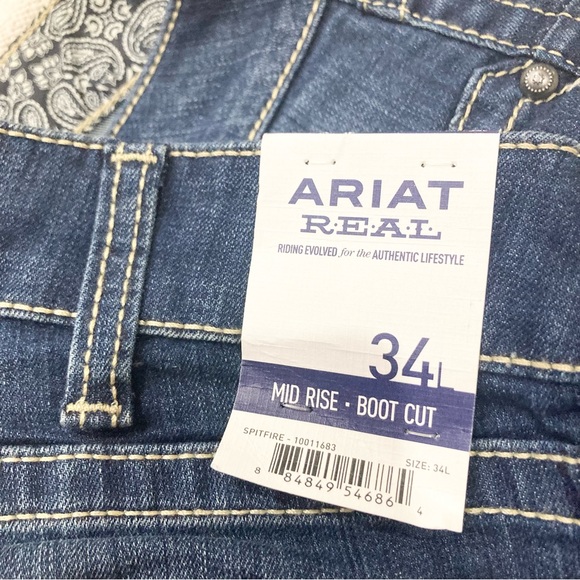 ARIAT
R.E.A.L.
RIDING EVOLVED for the AUTHENTIC LIFESTYLE
34L
MID RISE · BOOT CUT
SPITFIRE - 10011683
SIZE: 34L
8 84849 54686 4